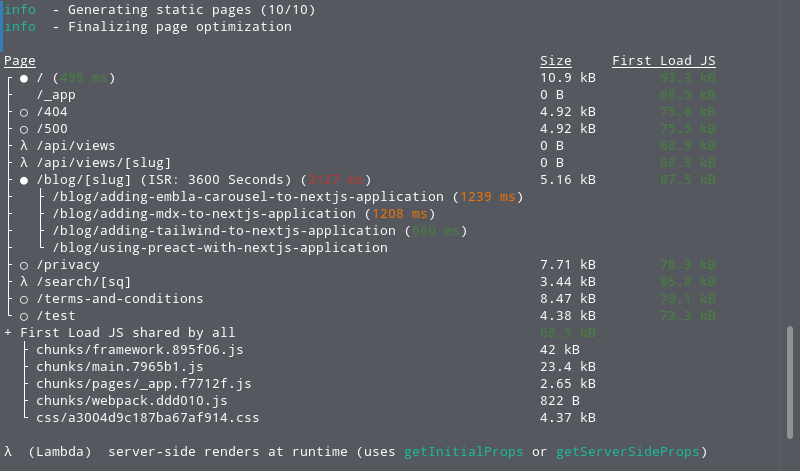 info  - Generating static pages (10/10)
info  - Finalizing page optimization
Page Size First Load JS
┌ ● / (499 ms) 10.9 kB 93.3 kB
├   /_app 0 B 68.9 kB
├ ○ /404 4.92 kB 75.6 kB
├ ○ /500 4.92 kB 75.5 kB
├ λ /api/views 0 B 68.9 kB
├ λ /api/views/[slug] 0 B 68.9 kB
├ ● /blog/[slug] (ISR: 3600 Seconds) (3127 ms) 5.16 kB 87.5 kB
├   ├ /blog/adding-embla-carousel-to-nextjs-application (1239 ms)
├   ├ /blog/adding-mdx-to-nextjs-application (1208 ms)
├   ├ /blog/adding-tailwind-to-nextjs-application (660 ms)
├   └ /blog/using-preact-with-nextjs-application
├ ○ /privacy 7.71 kB 78.3 kB
├ λ /search/[sq] 3.44 kB 85.8 kB
├ ○ /terms-and-conditions 8.47 kB 79.1 kB
└ ○ /test 4.38 kB 73.3 kB
+ First Load JS shared by all 68.9 kB
  ├ chunks/framework.895f06.js 42 kB
  ├ chunks/main.7965b1.js 23.4 kB
  ├ chunks/pages/_app.f7712f.js 2.65 kB
  ├ chunks/webpack.ddd010.js 822 B
  └ css/a3004d9c187ba67af914.css 4.37 kB
λ  (Lambda)  server-side renders at runtime (uses getInitialProps or getServerSideProps)